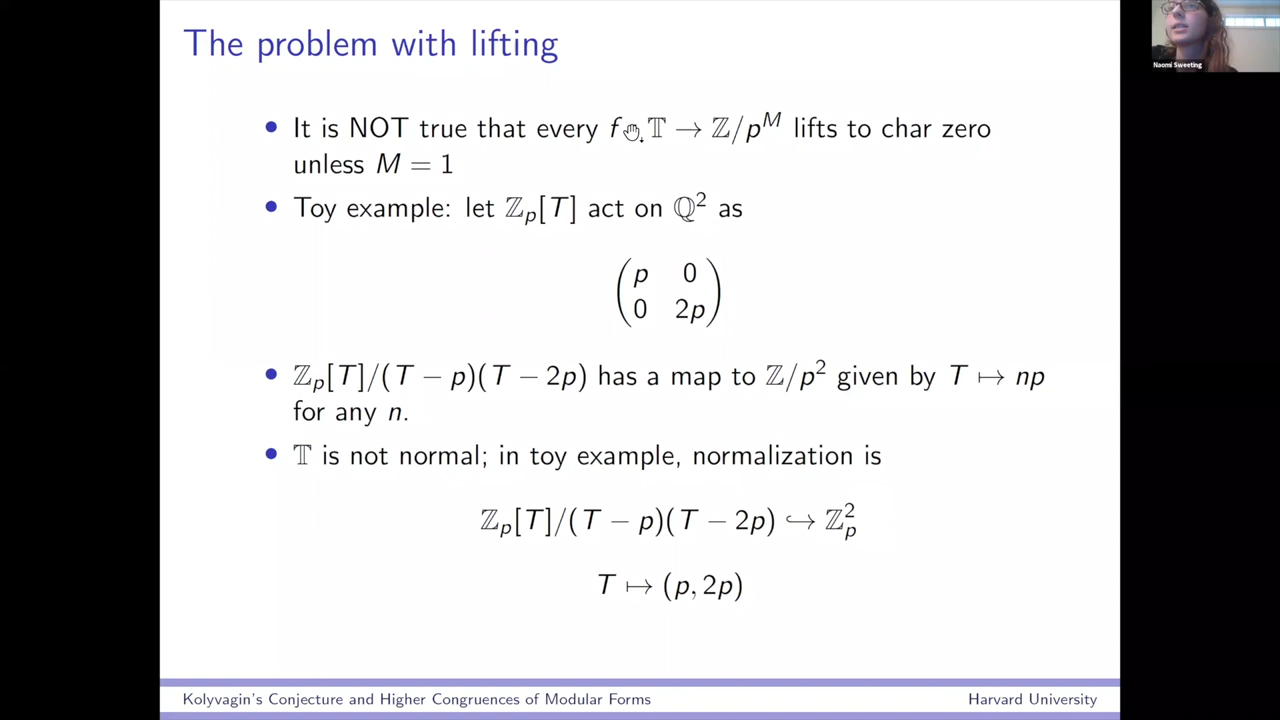 The problem with lifting
Naomi Sweeting
• It is NOT true that every f : 𝕋 → ℤ/p^M lifts to char zero
unless M = 1
• Toy example: let ℤ_p[T] act on ℚ² as
(p 0
0 2p)
• ℤ_p[T]/(T − p)(T − 2p) has a map to ℤ/p² given by T ↦ np
for any n.
• 𝕋 is not normal; in toy example, normalization is
ℤ_p[T]/(T − p)(T − 2p) ↪ ℤ_p²
T ↦ (p, 2p)
Kolyvagin's Conjecture and Higher Congruences of Modular Forms
Harvard University